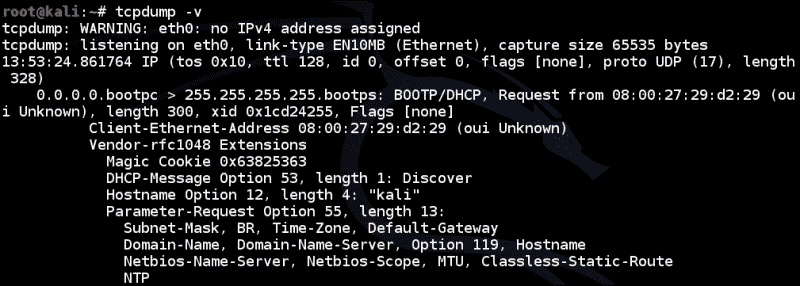 root@kali:~# tcpdump -v
tcpdump: WARNING: eth0: no IPv4 address assigned
tcpdump: listening on eth0, link-type EN10MB (Ethernet), capture size 65535 bytes
13:53:24.861764 IP (tos 0x10, ttl 128, id 0, offset 0, flags [none], proto UDP (17), length
 328)
    0.0.0.0.bootpc > 255.255.255.255.bootps: BOOTP/DHCP, Request from 08:00:27:29:d2:29 (ou
i Unknown), length 300, xid 0x1cd24255, Flags [none]
          Client-Ethernet-Address 08:00:27:29:d2:29 (oui Unknown)
          Vendor-rfc1048 Extensions
            Magic Cookie 0x63825363
            DHCP-Message Option 53, length 1: Discover
            Hostname Option 12, length 4: "kali"
            Parameter-Request Option 55, length 13:
              Subnet-Mask, BR, Time-Zone, Default-Gateway
              Domain-Name, Domain-Name-Server, Option 119, Hostname
              Netbios-Name-Server, Netbios-Scope, MTU, Classless-Static-Route
              NTP